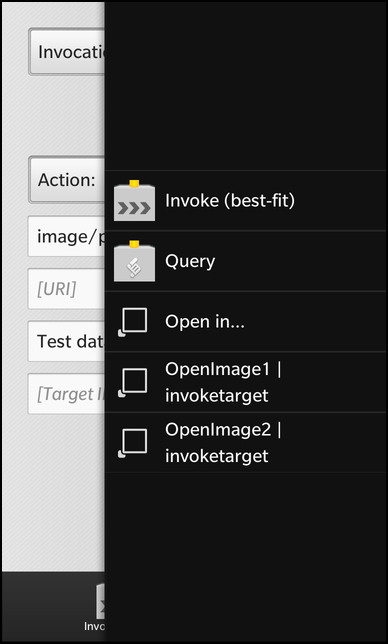 Invocati
Action:
image/p
[URI]
Test dat
[Target I
Invo
Invoke (best-fit)
Query
Open in...
OpenImage1 |
invoketarget
OpenImage2 |
invoketarget